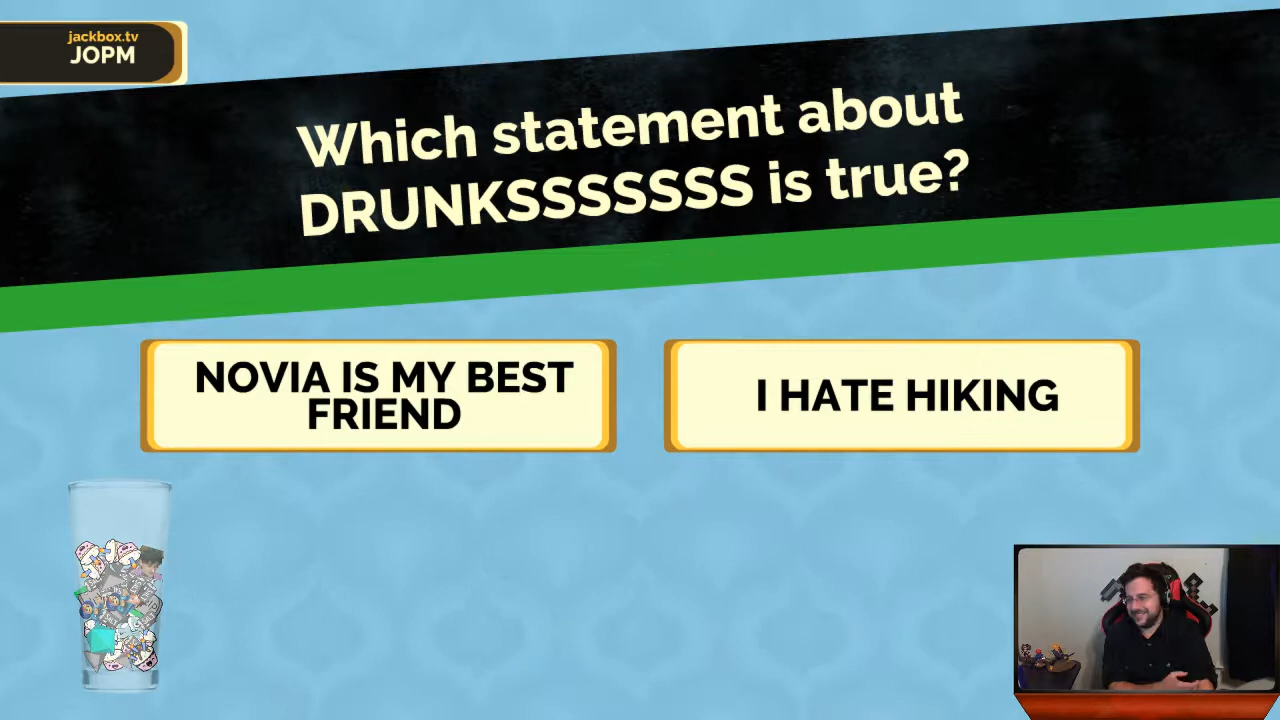 jackbox.tv
JOPM
Which statement about
DRUNKSSSSSSS is true?
NOVIA IS MY BEST
FRIEND
I HATE HIKING